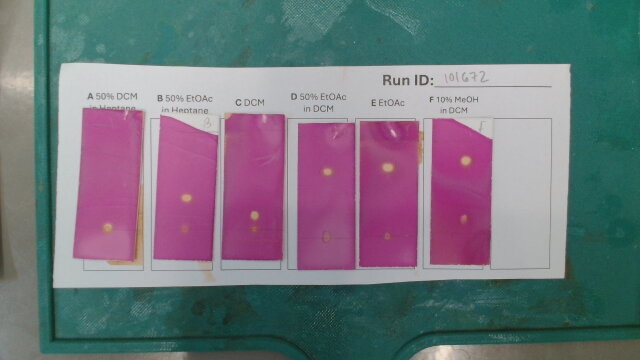 Run ID: 101672
A 50% DCM
in Heptane
B 50% EtOAc
in Heptane
C DCM
D 50% EtOAc
in DCM
E EtOAc
F 10% MeOH
in DCM
B
F